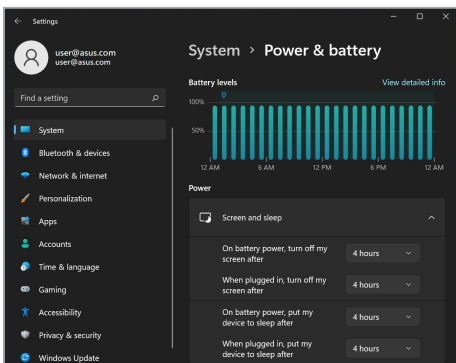 Settings
user@asus.com
user@asus.com
Find a setting
System
Bluetooth & devices
Network & internet
Personalization
Apps
Accounts
Time & language
Gaming
Accessibility
Privacy & security
Windows Update
System > Power & battery
Battery levels
View detailed info
100%
50%
12 AM 6 AM 12 PM 6 PM 12 AM
Power
Screen and sleep
On battery power, turn off my
screen after
4 hours
When plugged in, turn off my
screen after
4 hours
On battery power, put my
device to sleep after
4 hours
When plugged in, put my
device to sleep after
4 hours